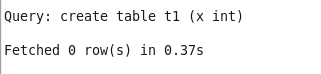 Query: create table t1 (x int)
Fetched 0 row(s) in 0.37s